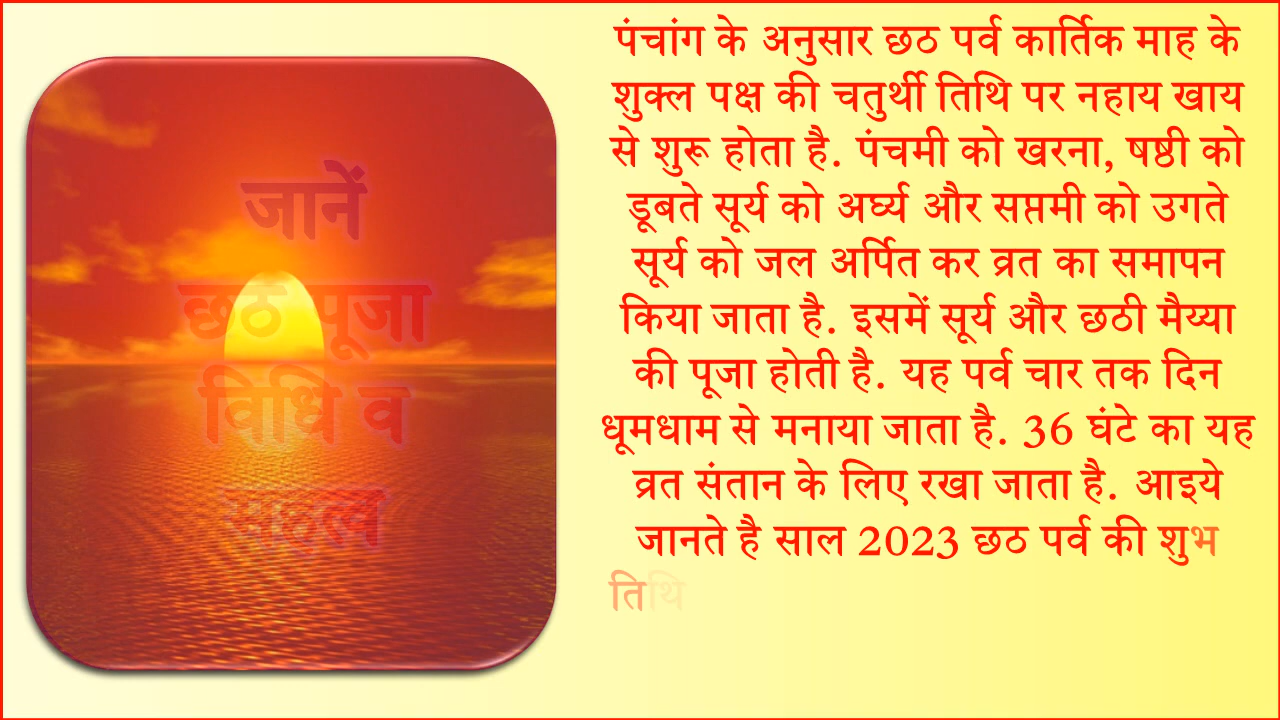 जानें
छठ पूजा
विधि व
महत्व
पंचांग के अनुसार छठ पर्व कार्तिक माह के
शुक्ल पक्ष की चतुर्थी तिथि पर नहाय खाय
से शुरू होता है. पंचमी को खरना, षष्ठी को
डूबते सूर्य को अर्घ्य और सप्तमी को उगते
सूर्य को जल अर्पित कर व्रत का समापन
किया जाता है. इसमें सूर्य और छठी मैय्या
की पूजा होती है. यह पर्व चार तक दिन
धूमधाम से मनाया जाता है. 36 घंटे का यह
व्रत संतान के लिए रखा जाता है. आइये
जानते है साल 2023 छठ पर्व की शुभ
तिथि